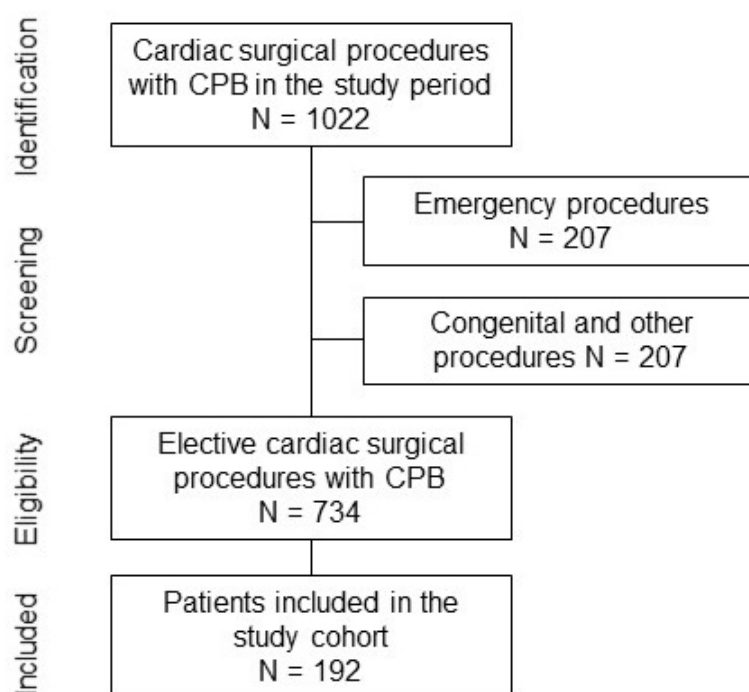 Identification
Cardiac surgical procedures
with CPB in the study period
N = 1022
Screening
Emergency procedures
N = 207
Congenital and other
procedures N = 207
Eligibility
Elective cardiac surgical
procedures with CPB
N = 734
Included
Patients included in the
study cohort
N = 192